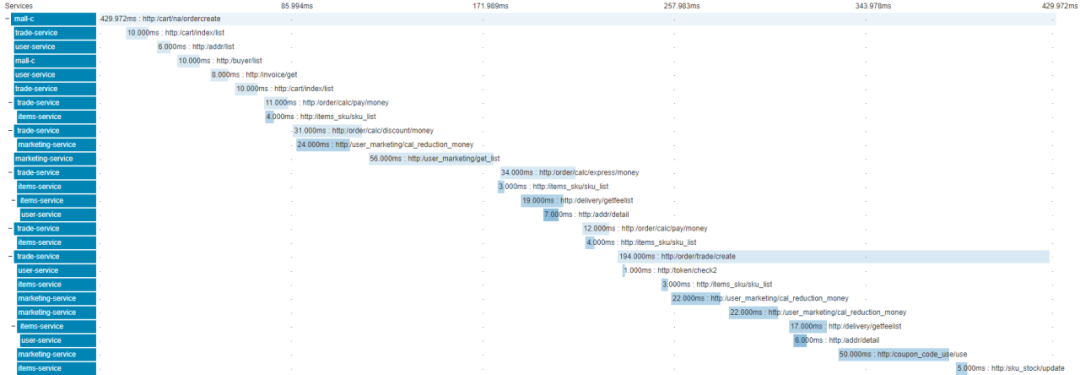 Services 85.994ms 171.989ms 257.983ms 343.978ms 429.972ms
mall-c 429.972ms : http:/cart/na/ordercreate
trade-service 10.000ms : http:/cart/index/list
user-service 6.000ms : http:/addr/list
mall-c 10.000ms : http:/buyer/list
user-service 8.000ms : http:/invoice/get
trade-service 10.000ms : http:/cart/index/list
trade-service 11.000ms : http:/order/calc/pay/money
items-service 4.000ms : http:/items_sku/sku_list
trade-service 31.000ms : http:/order/calc/discount/money
marketing-service 24.000ms : http:/user_marketing/cal_reduction_money
marketing-service 56.000ms : http:/user_marketing/get_list
trade-service 34.000ms : http:/order/calc/express/money
items-service 3.000ms : http:/items_sku/sku_list
items-service 19.000ms : http:/delivery/getfeelist
user-service 7.000ms : http:/addr/detail
trade-service 12.000ms : http:/order/calc/pay/money
items-service 4.000ms : http:/items_sku/sku_list
trade-service 194.000ms : http:/order/trade/create
user-service 1.000ms : http:/token/check2
items-service 3.000ms : http:/items_sku/sku_list
marketing-service 22.000ms : http:/user_marketing/cal_reduction_money
marketing-service 22.000ms : http:/user_marketing/cal_reduction_money
items-service 17.000ms : http:/delivery/getfeelist
user-service 6.000ms : http:/addr/detail
marketing-service 50.000ms : http:/coupon_code_use/use
items-service 5.000ms : http:/sku_stock/update